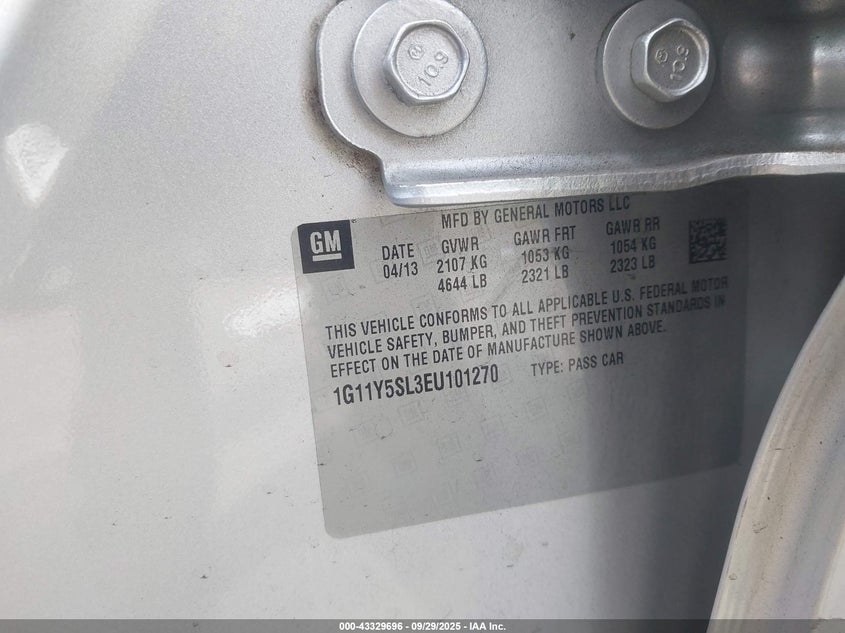 10.9
10.9
MFD BY GENERAL MOTORS LLC
GM
DATE GVWR GAWR FRT GAWR RR
04/13 2107 KG 1053 KG 1054 KG
4644 LB 2321 LB 2323 LB
THIS VEHICLE CONFORMS TO ALL APPLICABLE U.S. FEDERAL MOTOR
VEHICLE SAFETY, BUMPER, AND THEFT PREVENTION STANDARDS IN
EFFECT ON THE DATE OF MANUFACTURE SHOWN ABOVE.
1G11Y5SL3EU101270 TYPE: PASS CAR
000-43329696 - 09/29/2025 - IAA Inc.